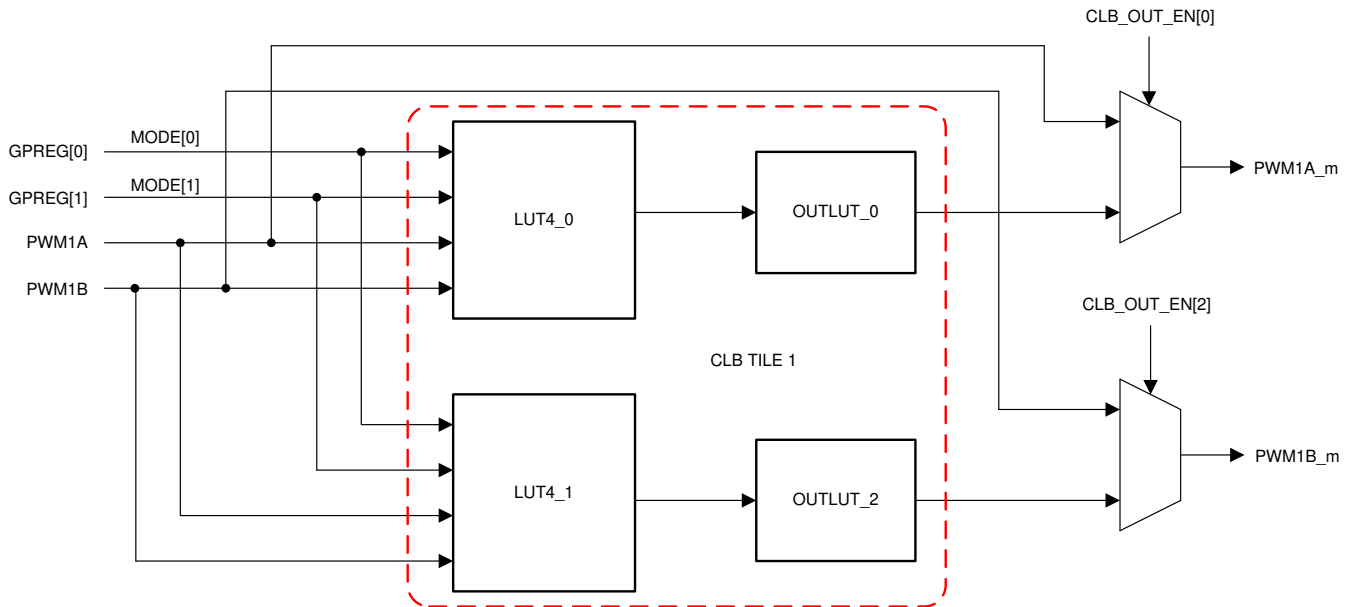 CLB_OUT_EN[0]
GPREG[0]
MODE[0]
GPREG[1]
MODE[1]
PWM1A
PWM1B
LUT4_0
OUTLUT_0
PWM1A_m
CLB_OUT_EN[2]
CLB TILE 1
LUT4_1
OUTLUT_2
PWM1B_m